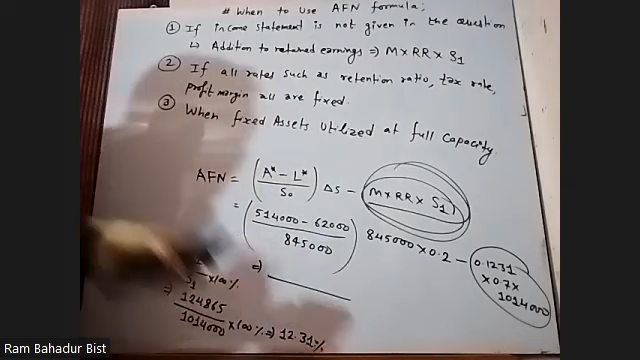 # When to use AFN formula;
① If income statement is not given in the question
↳ Addition to retained earnings ⇒ M×RR×S₁
② If all rates such as retention ratio, tax rate,
profit margin all are fixed.
③ When fixed Assets utilized at full capacity.
AFN = (A* - L* / S₀) ΔS - (M×RR× S₁)
= (514000 - 62000 / 845000) 845000×0.2 - 0.1231 ×0.7× 1014000
S₁ ×100% ⇒
⇒ 124865 / 1014000 ×100% ⇒ 12.31%
Ram Bahadur Bist